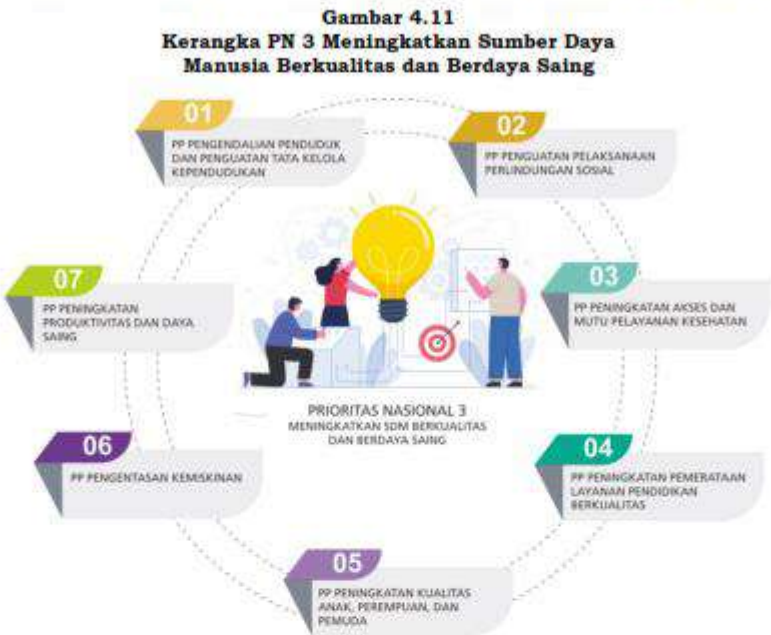 Gambar 4.11
Kerangka PN 3 Meningkatkan Sumber Daya
Manusia Berkualitas dan Berdaya Saing
01
PP PENGENDALIAN PENDUDUK
DAN PENGUATAN TATA KELOLA
KEPENDUDUKAN
02
PP PENGUATAN PELAKSANAAN
PERLINDUNGAN SOSIAL
03
PP PENINGKATAN AKSES DAN
MUTU PELAYANAN KESEHATAN
04
PP PENINGKATAN PEMERATAAN
LAYANAN PENDIDIKAN
BERKUALITAS
05
PP PENINGKATAN KUALITAS
ANAK, PEREMPUAN, DAN
PEMUDA
06
PP PENGENTASAN KEMISKINAN
07
PP PENINGKATAN
PRODUKTIVITAS DAN DAYA
SAING
PRIORITAS NASIONAL 3
MENINGKATKAN SDM BERKUALITAS
DAN BERDAYA SAING